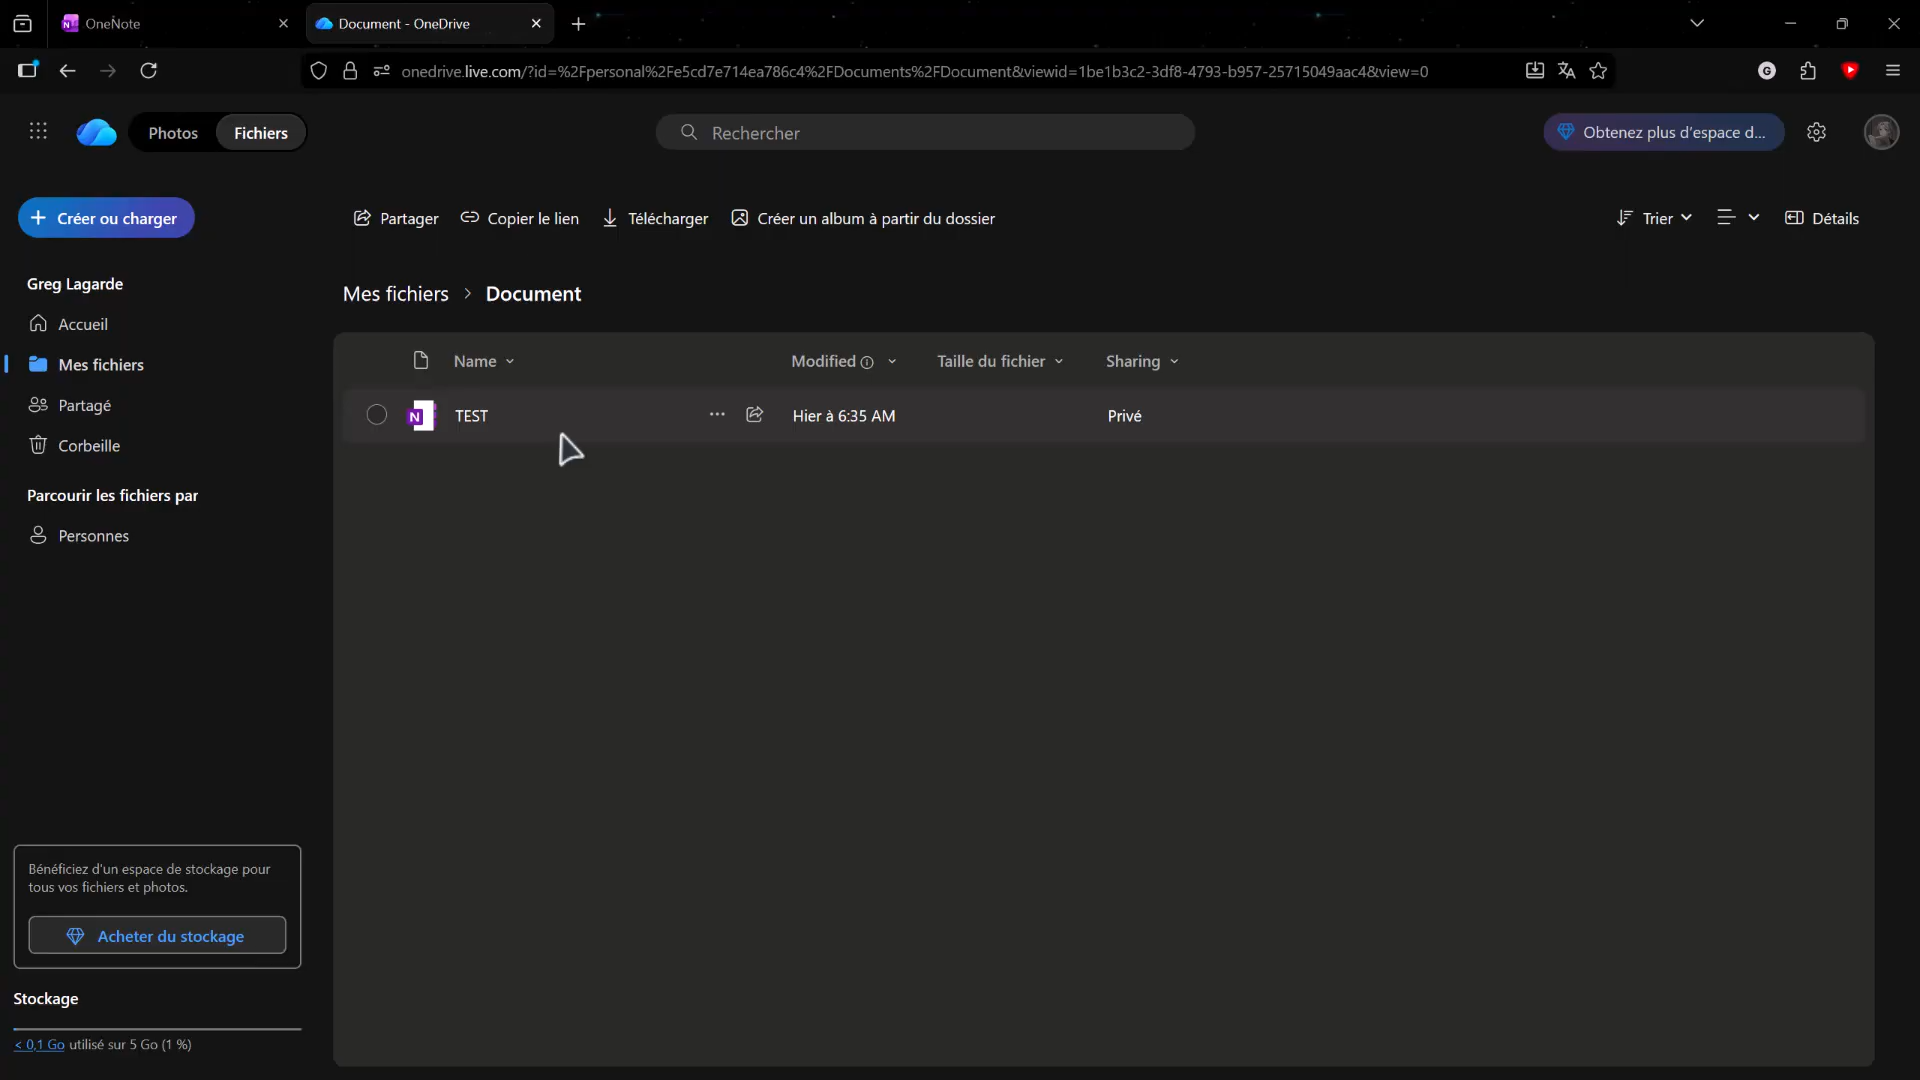 OneNote
Document - OneDrive
onedrive.live.com/?id=%2Fpersonal%2Fe5cd7e714ea786c4%2FDocuments%2FDocument&viewid=1be1b3c2-3df8-4793-b957-25715049aac4&view=0
Photos
Fichiers
Rechercher
Obtenez plus d'espace d...
Créer ou charger
Partager
Copier le lien
Télécharger
Créer un album à partir du dossier
Trier
Détails
Greg Lagarde
Accueil
Mes fichiers
Partagé
Corbeille
Parcourir les fichiers par
Personnes
Mes fichiers > Document
Name
Modified
Taille du fichier
Sharing
TEST
Hier à 6:35 AM
Privé
Bénéficiez d'un espace de stockage pour
tous vos fichiers et photos.
Acheter du stockage
Stockage
< 0,1 Go utilisé sur 5 Go (1 %)